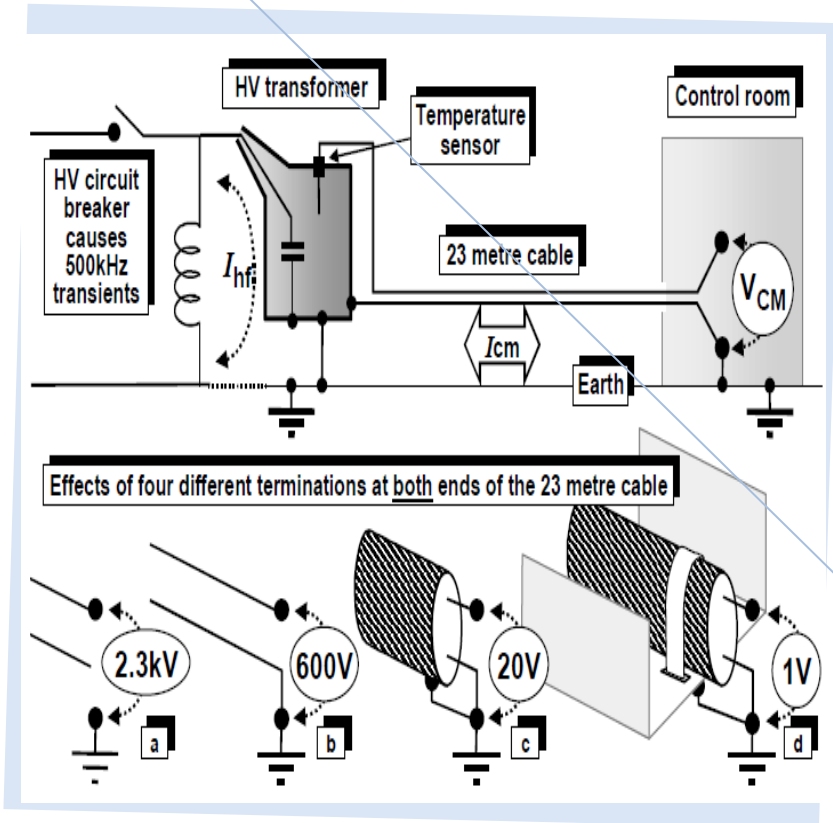 HV transformer
Control room
Temperature
sensor
HV circuit
breaker
causes
500kHz
transients
Ihf
23 metre cable
VCM
Icm
Earth
Effects of four different terminations at both ends of the 23 metre cable
2.3kV
600V
20V
1V
a
b
c
d